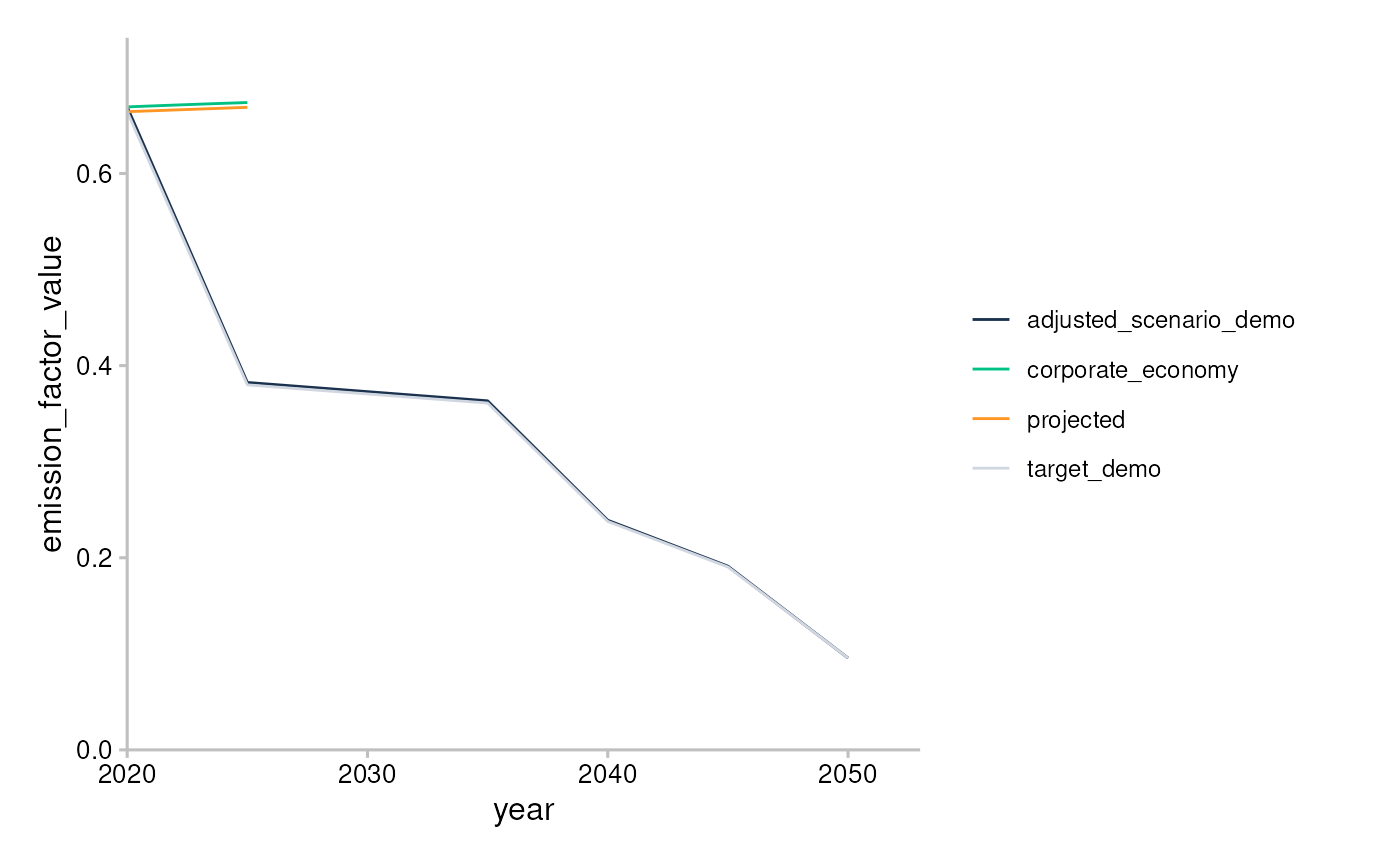 emission_factor_value
0.6
0.4
0.2
0.0
2020
2030
2040
2050
year
adjusted_scenario_demo
corporate_economy
projected
target_demo